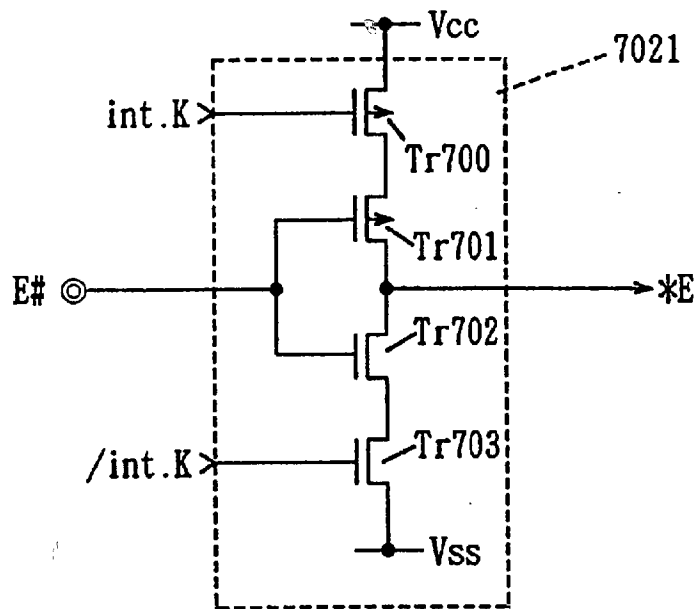 Vcc
7021
int.K
Tr700
Tr701
E#
*E
Tr702
/int.K
Tr703
Vss